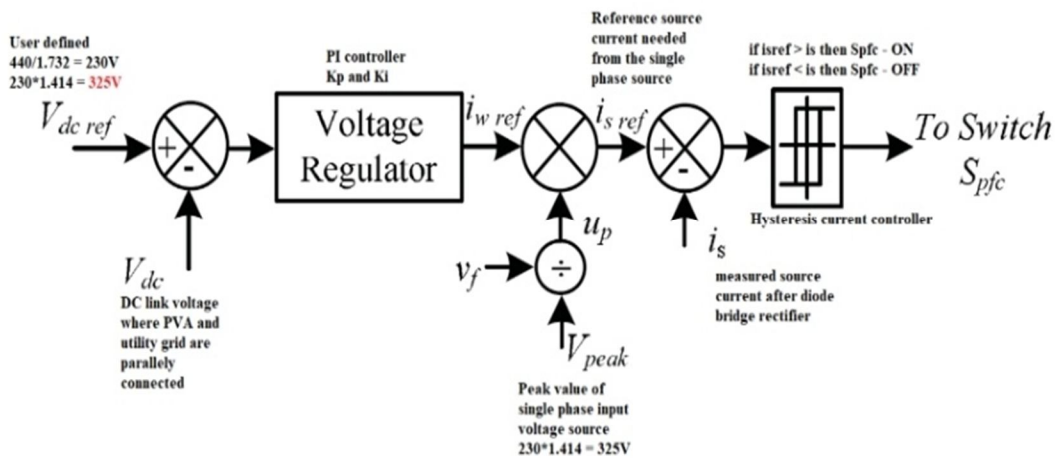 User defined
440/1.732 = 230V
230*1.414 = 325V
V dc ref
+
-
V dc
DC link voltage
where PVA and
utility grid are
parallely
connected
PI controller
Kp and Ki
Voltage
Regulator
i w ref
u p
v f
÷
V peak
Peak value of
single phase input
voltage source
230*1.414 = 325V
Reference source
current needed
from the single
phase source
i s ref
+
-
i s
measured source
current after diode
bridge rectifier
if isref > is then Spfc - ON
if isref < is then Spfc - OFF
Hysteresis current controller
To Switch
S pfc